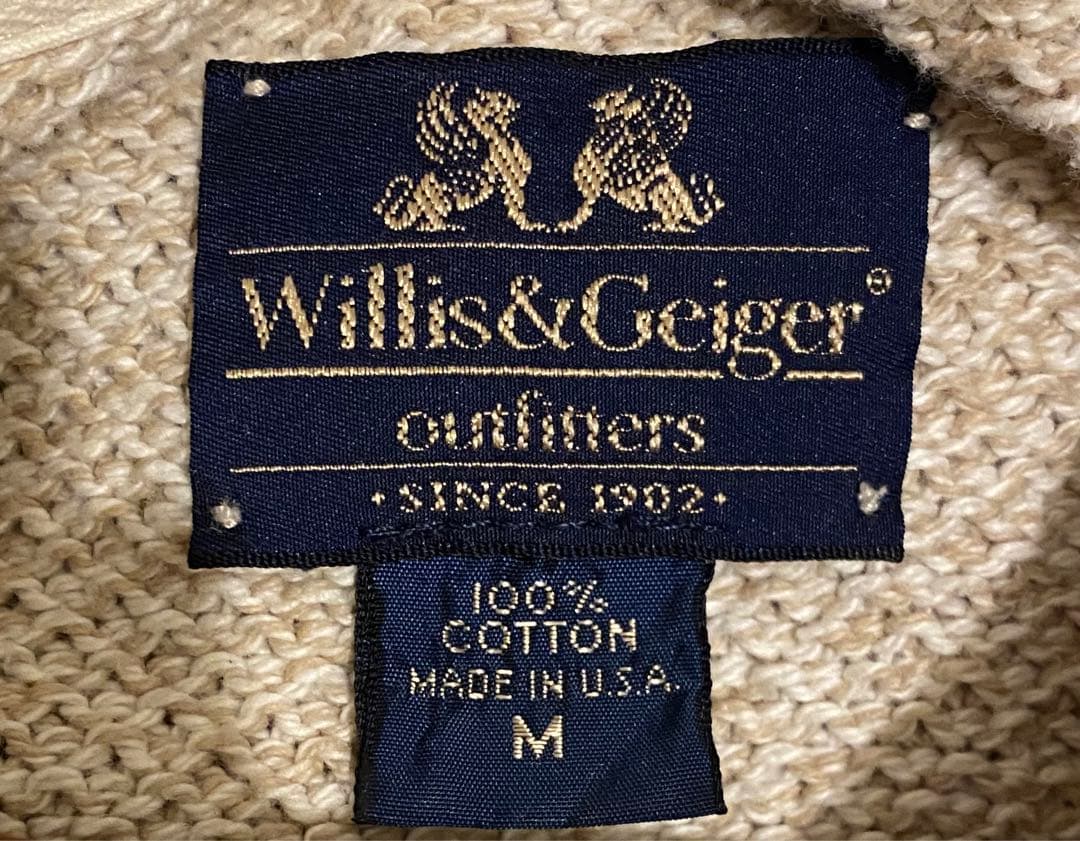 Willis&Geiger®
outfitters
·SINCE 1902·
100%
COTTON
MADE IN U.S.A.
M